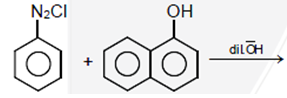 N2Cl
OH
+
dil.OH